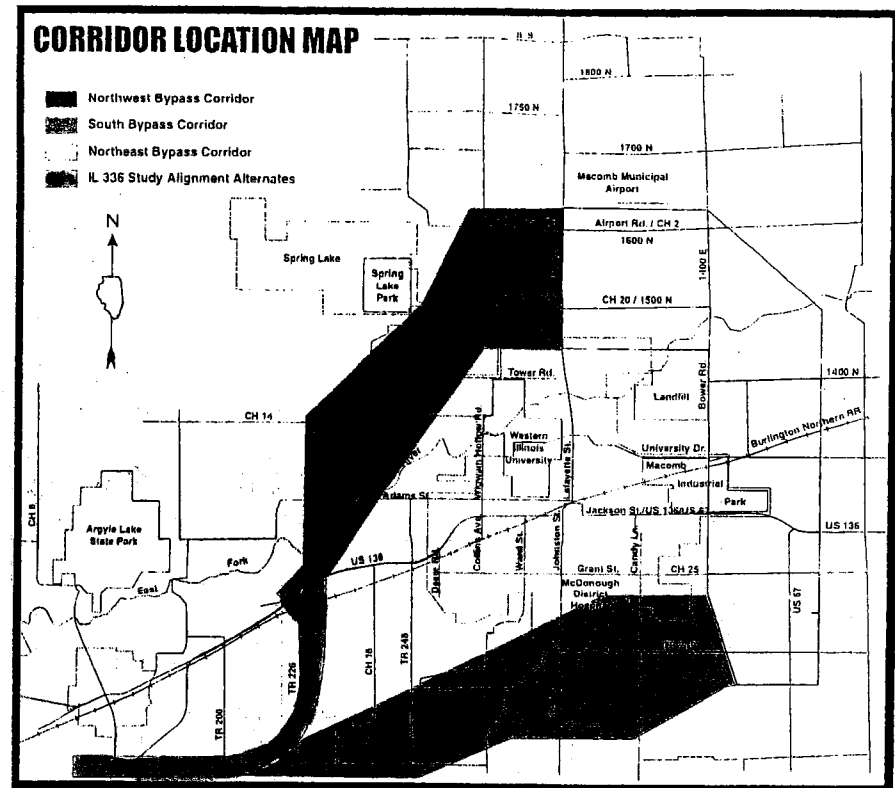 CORRIDOR LOCATION MAP
Northwest Bypass Corridor
South Bypass Corridor
Northeast Bypass Corridor
IL 336 Study Alignment Alternates
N
1800 N
1750 N
1700 N
Macomb Municipal
Airport
Airport Rd. / CH 2
1600 N
1400 E
Spring Lake
Spring
Lake
Park
CH 20 / 1500 N
Tower Rd.
1400 N
Landfill
Bower Rd.
CH 14
Wigwam Hollow Rd.
Western
Illinois
University
Lafayette St.
Burlington Northern RR
University Dr.
Macomb
Industrial
Park
Adams St.
Jackson St./US 136/US 67
CH 8
Argyle Lake
State Park
US 136
US 136
Collins Ave.
Ward St.
Johnston St.
Candy Ln.
East
Fork
Grant St.
CH 25
McDonough
District
US 67
TR 200
TR 226
CH 18
TR 248